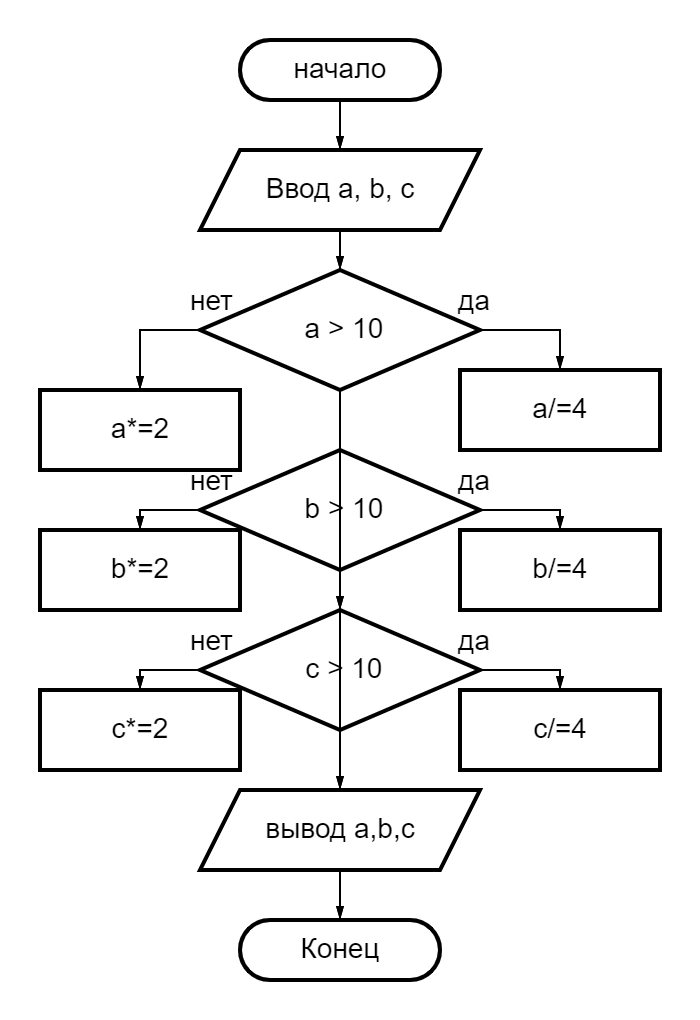 начало
Ввод a, b, c
нет
да
a > 10
a*=2
a/=4
нет
да
b > 10
b*=2
b/=4
нет
да
c > 10
c*=2
c/=4
вывод a,b,c
Конец